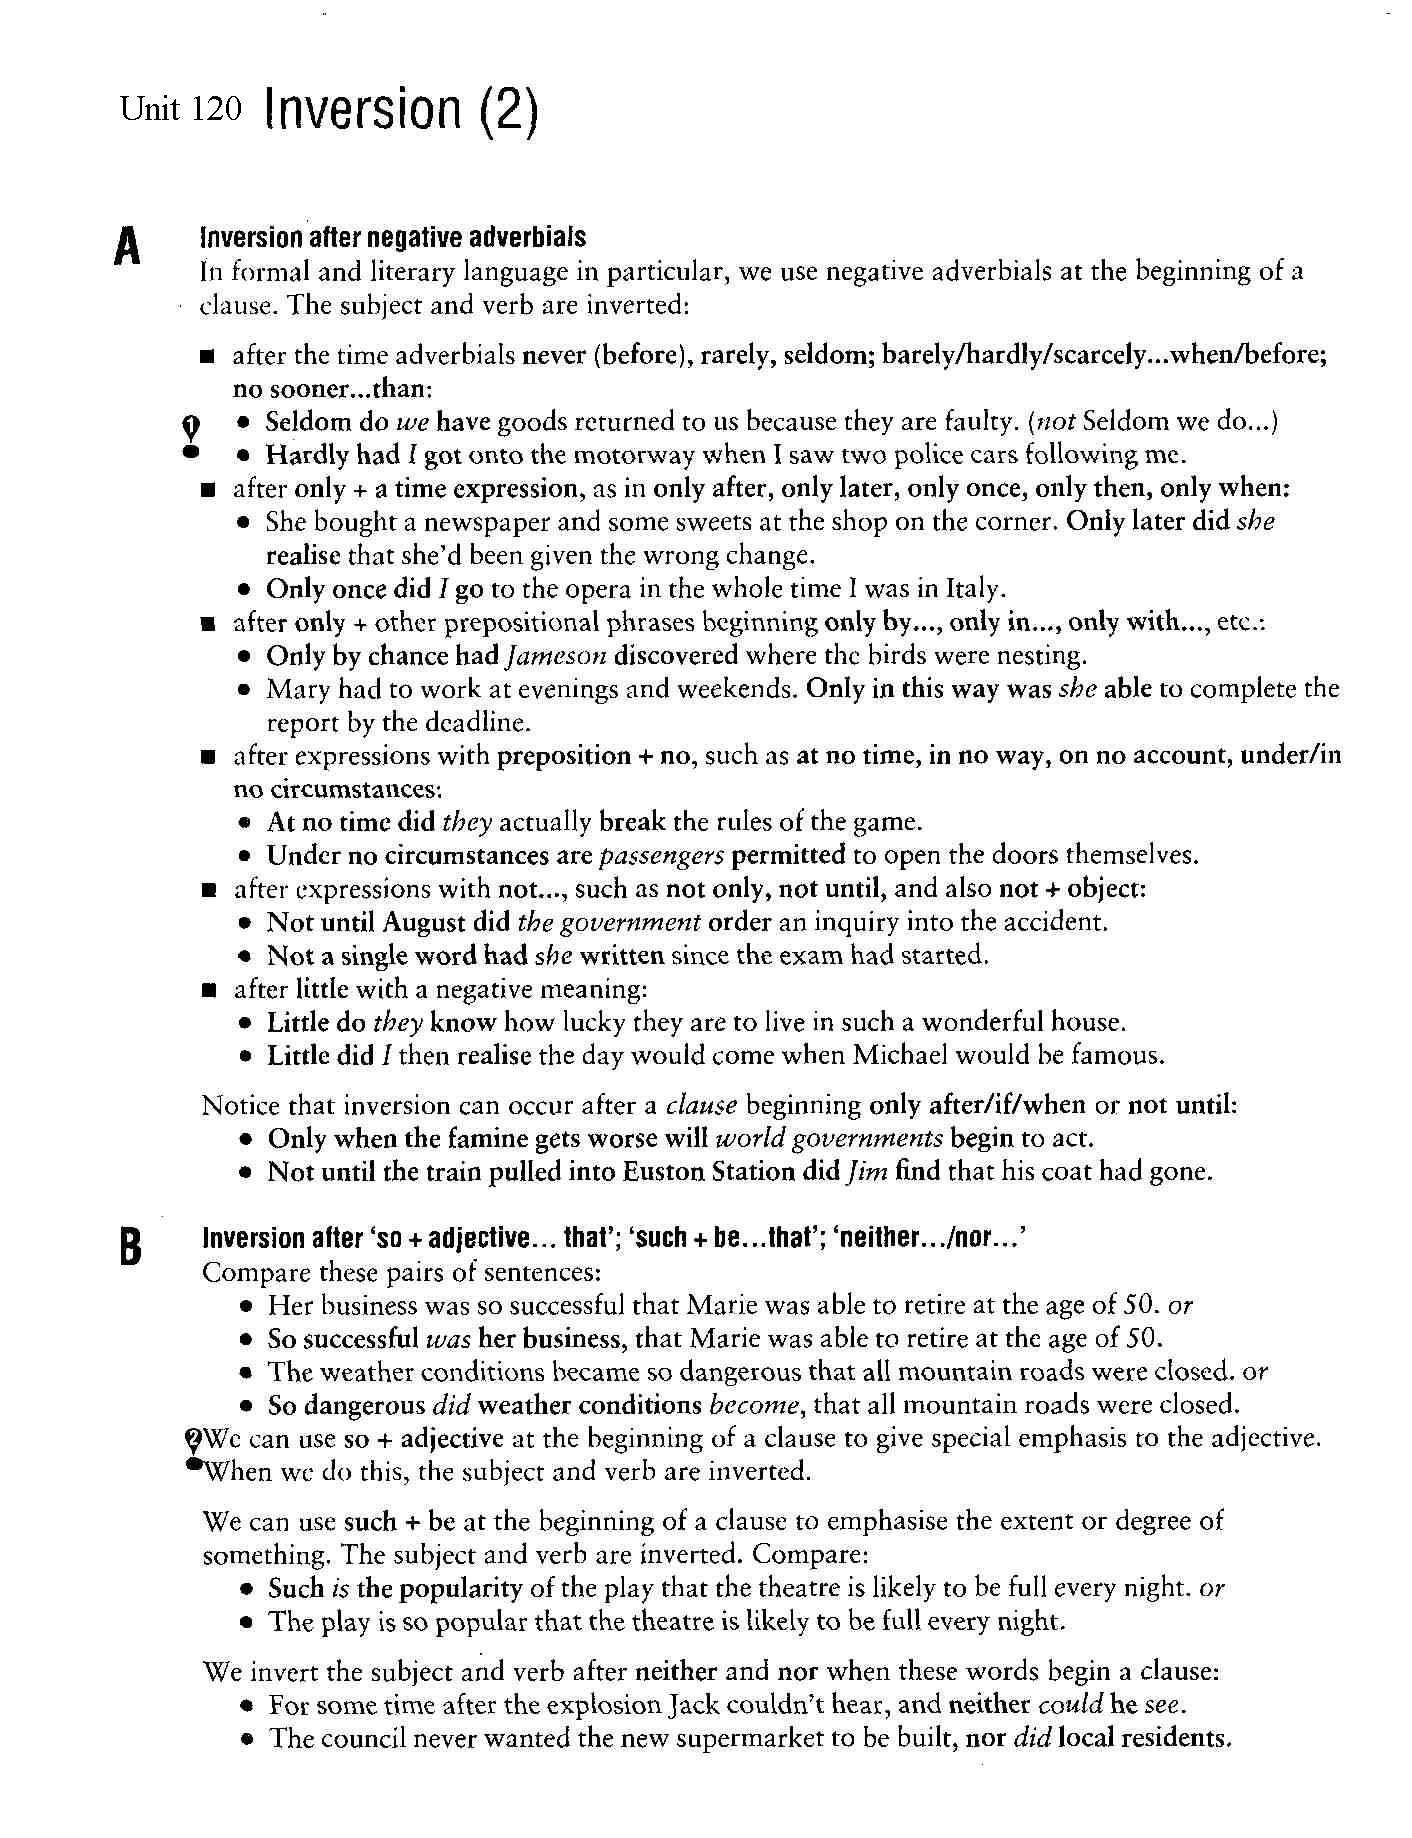 Unit 120 Inversion (2)
A Inversion after negative adverbials
In formal and literary language in particular, we use negative adverbials at the beginning of a
clause. The subject and verb are inverted:
■ after the time adverbials never (before), rarely, seldom; barely/hardly/scarcely...when/before;
no sooner...than:
• Seldom do we have goods returned to us because they are faulty. (not Seldom we do...)
• Hardly had I got onto the motorway when I saw two police cars following me.
■ after only + a time expression, as in only after, only later, only once, only then, only when:
• She bought a newspaper and some sweets at the shop on the corner. Only later did she
realise that she'd been given the wrong change.
• Only once did I go to the opera in the whole time I was in Italy.
■ after only + other prepositional phrases beginning only by..., only in..., only with..., etc.:
• Only by chance had Jameson discovered where the birds were nesting.
• Mary had to work at evenings and weekends. Only in this way was she able to complete the
report by the deadline.
■ after expressions with preposition + no, such as at no time, in no way, on no account, under/in
no circumstances:
• At no time did they actually break the rules of the game.
• Under no circumstances are passengers permitted to open the doors themselves.
■ after expressions with not..., such as not only, not until, and also not + object:
• Not until August did the government order an inquiry into the accident.
• Not a single word had she written since the exam had started.
■ after little with a negative meaning:
• Little do they know how lucky they are to live in such a wonderful house.
• Little did I then realise the day would come when Michael would be famous.
Notice that inversion can occur after a clause beginning only after/if/when or not until:
• Only when the famine gets worse will world governments begin to act.
• Not until the train pulled into Euston Station did Jim find that his coat had gone.
B Inversion after 'so + adjective... that'; 'such + be...that'; 'neither.../nor...'
Compare these pairs of sentences:
• Her business was so successful that Marie was able to retire at the age of 50. or
• So successful was her business, that Marie was able to retire at the age of 50.
• The weather conditions became so dangerous that all mountain roads were closed. or
• So dangerous did weather conditions become, that all mountain roads were closed.
We can use so + adjective at the beginning of a clause to give special emphasis to the adjective.
When we do this, the subject and verb are inverted.
We can use such + be at the beginning of a clause to emphasise the extent or degree of
something. The subject and verb are inverted. Compare:
• Such is the popularity of the play that the theatre is likely to be full every night. or
• The play is so popular that the theatre is likely to be full every night.
We invert the subject and verb after neither and nor when these words begin a clause:
• For some time after the explosion Jack couldn't hear, and neither could he see.
• The council never wanted the new supermarket to be built, nor did local residents.